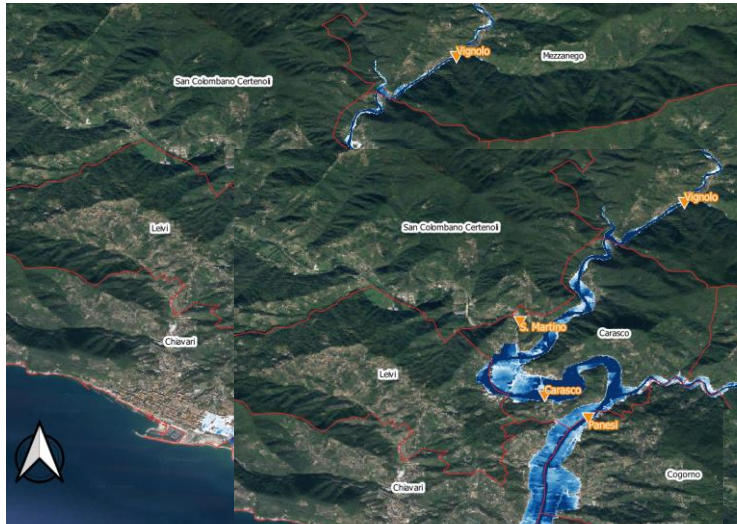 Vignolo
Mezzanego
San Colombano Certenoli
Vignolo
Leivi
San Colombano Certenoli
S. Martino
Carasco
Chiavari
Leivi
Carasco
Panesi
Cogorno
Chiavari